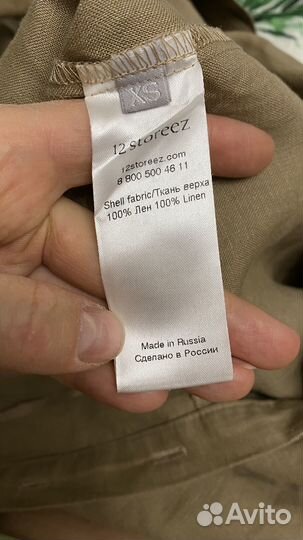 XS
12 storeez
12storeez.com
8 800 500 46 11
Shell fabric/Ткань верха
100% Лен 100% Linen
Made in Russia
Сделано в России
Avito